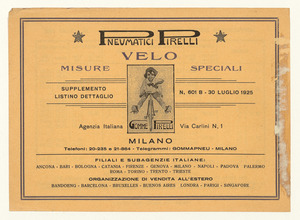 PNEUMATICI PIRELLI
VELO
MISURE SPECIALI
SUPPLEMENTO
LISTINO DETTAGLIO
N. 601 B - 30 LUGLIO 1925
Agenzia Italiana
GOMME PIRELLI
Via Carlini N. 1
MILANO
Telefoni: 20-235 e 21-364 - Telegrammi: GOMMAPNEU - MILANO
FILIALI E SUBAGENZIE ITALIANE:
ANCONA - BARI - BOLOGNA - CATANIA - FIRENZE - GENOVA - MILANO - NAPOLI - PADOVA PALERMO
ROMA - TORINO - TRENTO - TRIESTE
ORGANIZZAZIONE DI VENDITA ALL'ESTERO
BANDOENG - BARCELONA - BRUXELLES - BUENOS AIRES LONDRA - PARIGI - SINGAPORE